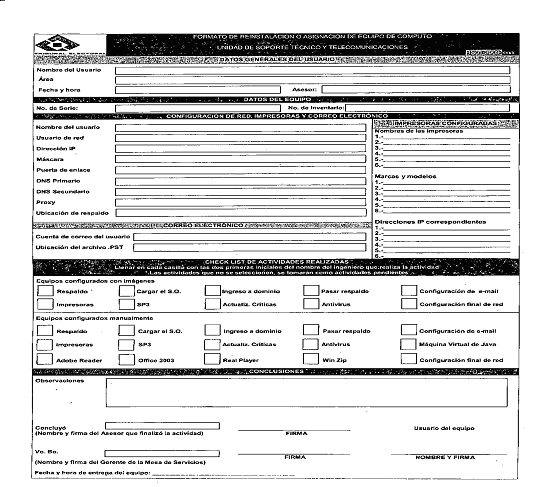 FORMATO DE REINSTALACIÓN O ASIGNACIÓN DE EQUIPO DE CÓMPUTO
UNIDAD DE SOPORTE TÉCNICO Y TELECOMUNICACIONES
TRIBUNAL ELECTORAL
DATOS GENERALES DEL USUARIO
Nombre del Usuario
Área
Fecha y hora Asesor:
DATOS DEL EQUIPO
No. de Serie: No. de Inventario:
CONFIGURACIÓN DE RED, IMPRESORAS Y CORREO ELECTRÓNICO
Nombre del usuario
Usuario de red
Dirección IP
Máscara
Puerta de enlace
DNS Primario
DNS Secundario
Proxy
Ubicación de respaldo
CORREO ELECTRÓNICO
Cuenta de correo del usuario
Ubicación del archivo .PST
IMPRESORAS CONFIGURADAS
Nombres de las impresoras
1.-
2.-
3.-
4.-
5.-
6.-
Marcas y modelos
1.-
2.-
3.-
4.-
5.-
6.-
Direcciones IP correspondientes
1.-
2.-
3.-
4.-
5.-
6.-
CHECK LIST DE ACTIVIDADES REALIZADAS
Llenar en cada casilla con las dos primeras iniciales del nombre del ingeniero que realiza la actividad
(Las actividades que no se seleccionen, se tomarán como actividades pendientes)
Equipos configurados con imágenes
Respaldo Cargar el S.O. Ingreso a dominio Pasar respaldo Configuración de e-mail
Impresoras SP3 Actualiz. Críticas Antivirus Configuración final de red
Equipos configurados manualmente
Respaldo Cargar el S.O. Ingreso a dominio Pasar respaldo Configuración de e-mail
Impresoras SP3 Actualiz. Críticas Antivirus Máquina Virtual de Java
Adobe Reader Office 2003 Real Player Win Zip Configuración final de red
CONCLUSIONES
Observaciones
Concluyó
(Nombre y firma del Asesor que finalizó la actividad)
FIRMA
Usuario del equipo
Vo. Bo.
(Nombre y firma del Gerente de la Mesa de Servicios)
FIRMA
NOMBRE Y FIRMA
Fecha y hora de entrega del equipo: